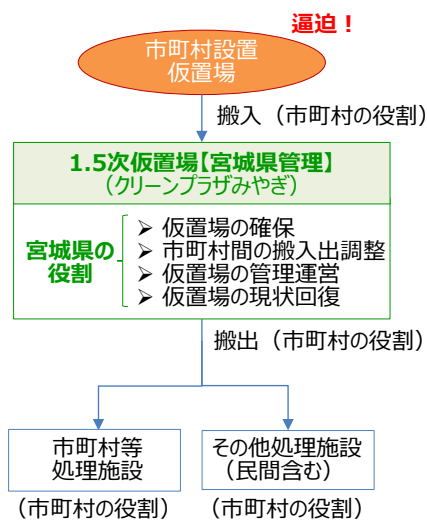 逼迫！
市町村設置
仮置場
搬入（市町村の役割）
1.5次仮置場【宮城県管理】
（クリーンプラザみやぎ）
宮城県の
役割
➢ 仮置場の確保
➢ 市町村間の搬入出調整
➢ 仮置場の管理運営
➢ 仮置場の現状回復
搬出（市町村の役割）
市町村等
処理施設
その他処理施設
（民間含む）
（市町村の役割）
（市町村の役割）